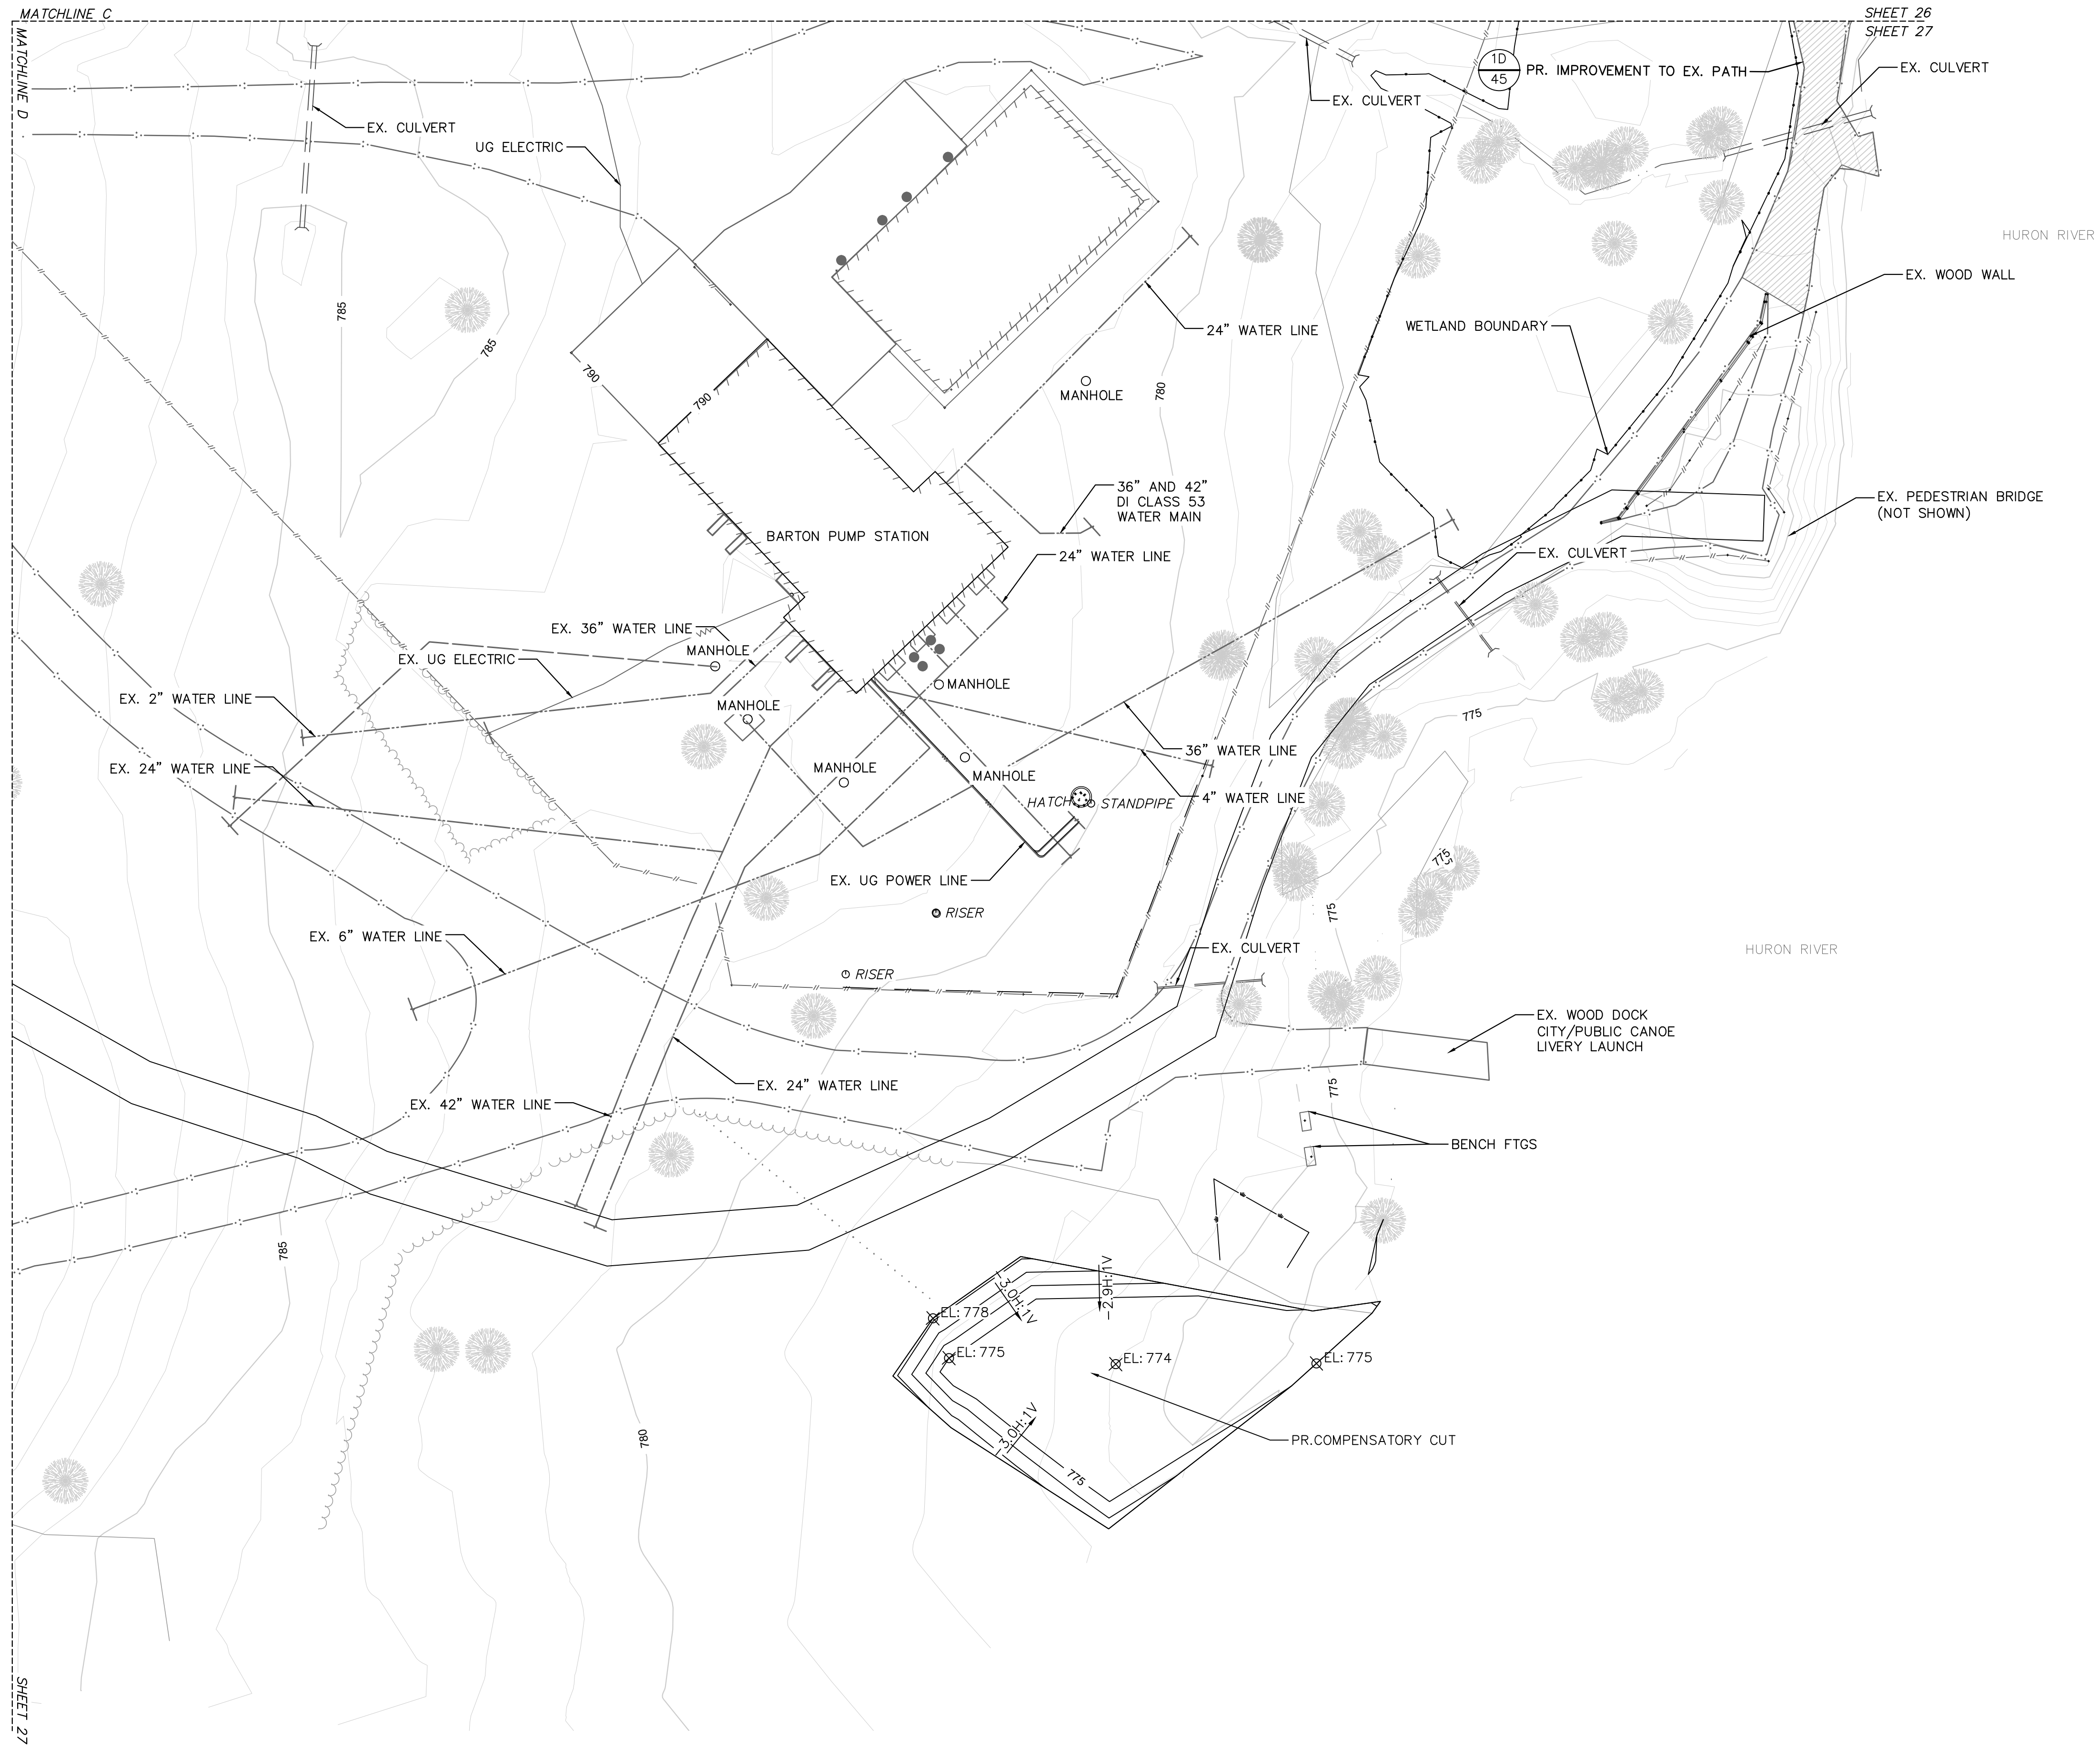 MATCHLINE C
SHEET 26
SHEET 27
MATCHLINE D
1D
45
PR. IMPROVEMENT TO EX. PATH
EX. CULVERT
EX. CULVERT
EX. CULVERT
UG ELECTRIC
HURON RIVER
EX. WOOD WALL
785
785
24" WATER LINE
WETLAND BOUNDARY
790
790
MANHOLE
780
36" AND 42"
DI CLASS 53
WATER MAIN
EX. PEDESTRIAN BRIDGE
(NOT SHOWN)
BARTON PUMP STATION
24" WATER LINE
EX. CULVERT
EX. 36" WATER LINE
MANHOLE
EX. UG ELECTRIC
MANHOLE
EX. 2" WATER LINE
MANHOLE
775
36" WATER LINE
EX. 24" WATER LINE
MANHOLE
MANHOLE
4" WATER LINE
HATCH
STANDPIPE
775
EX. UG POWER LINE
RISER
775
EX. 6" WATER LINE
EX. CULVERT
HURON RIVER
RISER
EX. WOOD DOCK
CITY/PUBLIC CANOE
LIVERY LAUNCH
EX. 24" WATER LINE
775
EX. 42" WATER LINE
BENCH FTGS
785
3.0H:1V
2.9H:1V
EL: 778
EL: 775
EL: 774
EL: 775
3.0H:1V
780
PR.COMPENSATORY CUT
775
SHEET 27